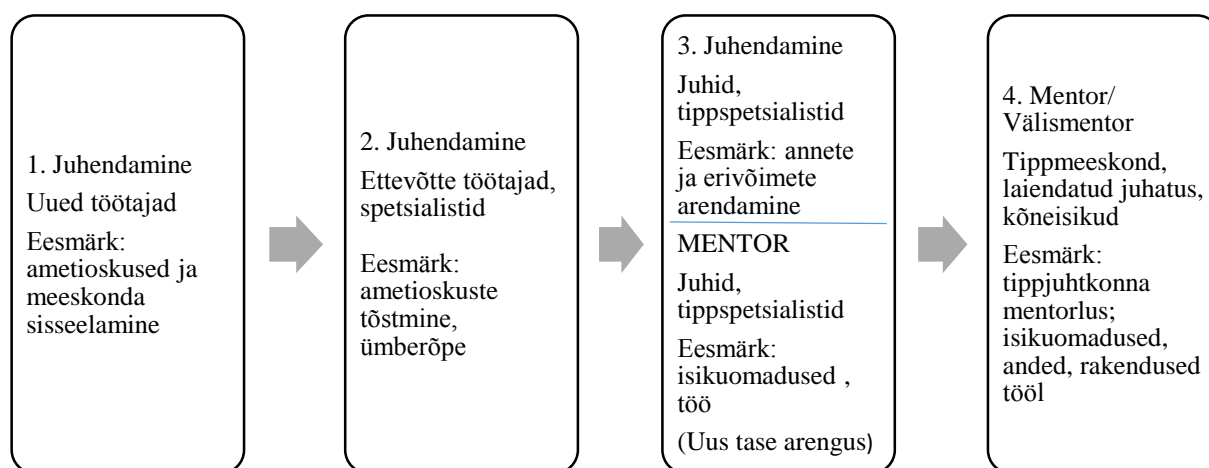 1. Juhendamine
Uued töötajad
Eesmärk:
ametioskused ja
meeskonda
sisseelamine
2. Juhendamine
Ettevõtte töötajad,
spetsialistid
Eesmärk:
ametioskuste
tõstmine,
ümberõpe
3. Juhendamine
Juhid,
tippspetsialistid
Eesmärk: annete
ja erivõimete
arendamine
MENTOR
Juhid,
tippspetsialistid
Eesmärk:
isikuomadused ,
töö
(Uus tase arengus)
4. Mentor/
Välismentor
Tippmeeskond,
laiendatud juhatus,
kõneisikud
Eesmärk:
tippjuhtkonna
mentorlus;
isikuomadused,
anded, rakendused
tööl